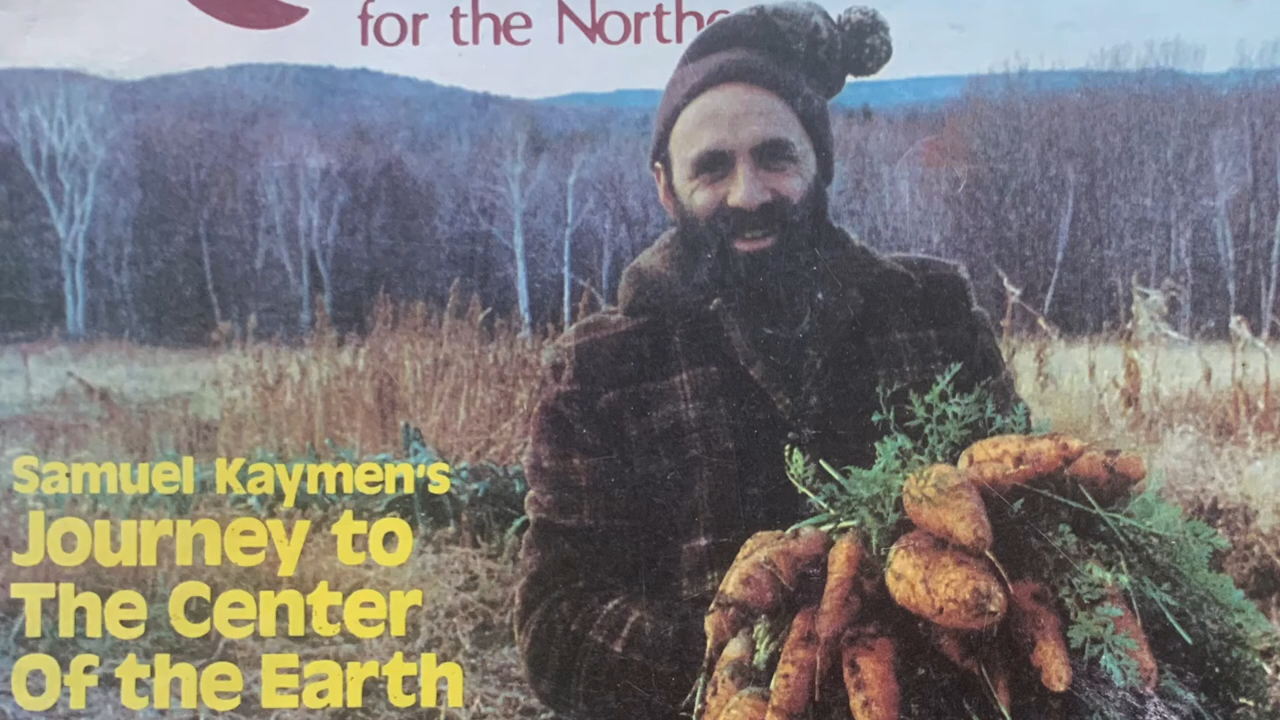 for the North
Samuel Kaymen's
Journey to
The Center
Of the Earth